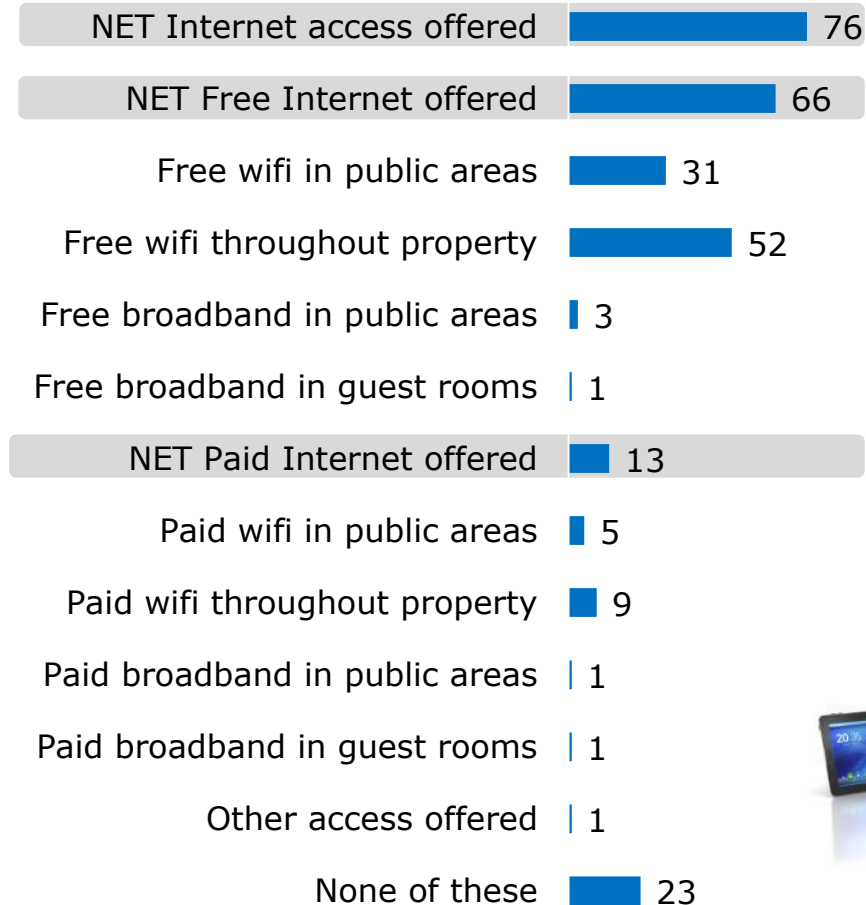 NET Internet access offered 76
NET Free Internet offered 66
Free wifi in public areas 31
Free wifi throughout property 52
Free broadband in public areas 3
Free broadband in guest rooms 1
NET Paid Internet offered 13
Paid wifi in public areas 5
Paid wifi throughout property 9
Paid broadband in public areas 1
Paid broadband in guest rooms 1
Other access offered 1
None of these 23